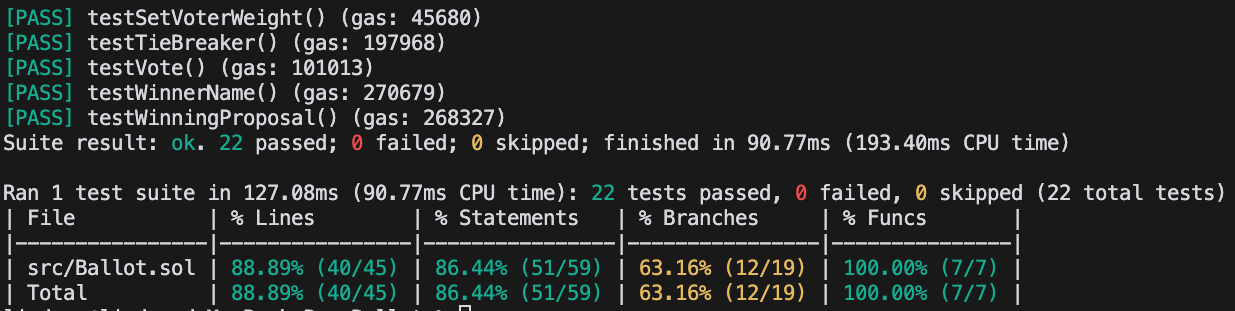 [PASS] testSetVoterWeight() (gas: 45680)
[PASS] testTieBreaker() (gas: 197968)
[PASS] testVote() (gas: 101013)
[PASS] testWinnerName() (gas: 270679)
[PASS] testWinningProposal() (gas: 268327)
Suite result: ok. 22 passed; 0 failed; 0 skipped; finished in 90.77ms (193.40ms CPU time)
Ran 1 test suite in 127.08ms (90.77ms CPU time): 22 tests passed, 0 failed, 0 skipped (22 total tests)
| File | % Lines | % Statements | % Branches | % Funcs |
|---------------|---------------|---------------|---------------|--------------|
| src/Ballot.sol | 88.89% (40/45) | 86.44% (51/59) | 63.16% (12/19) | 100.00% (7/7) |
| Total | 88.89% (40/45) | 86.44% (51/59) | 63.16% (12/19) | 100.00% (7/7) |